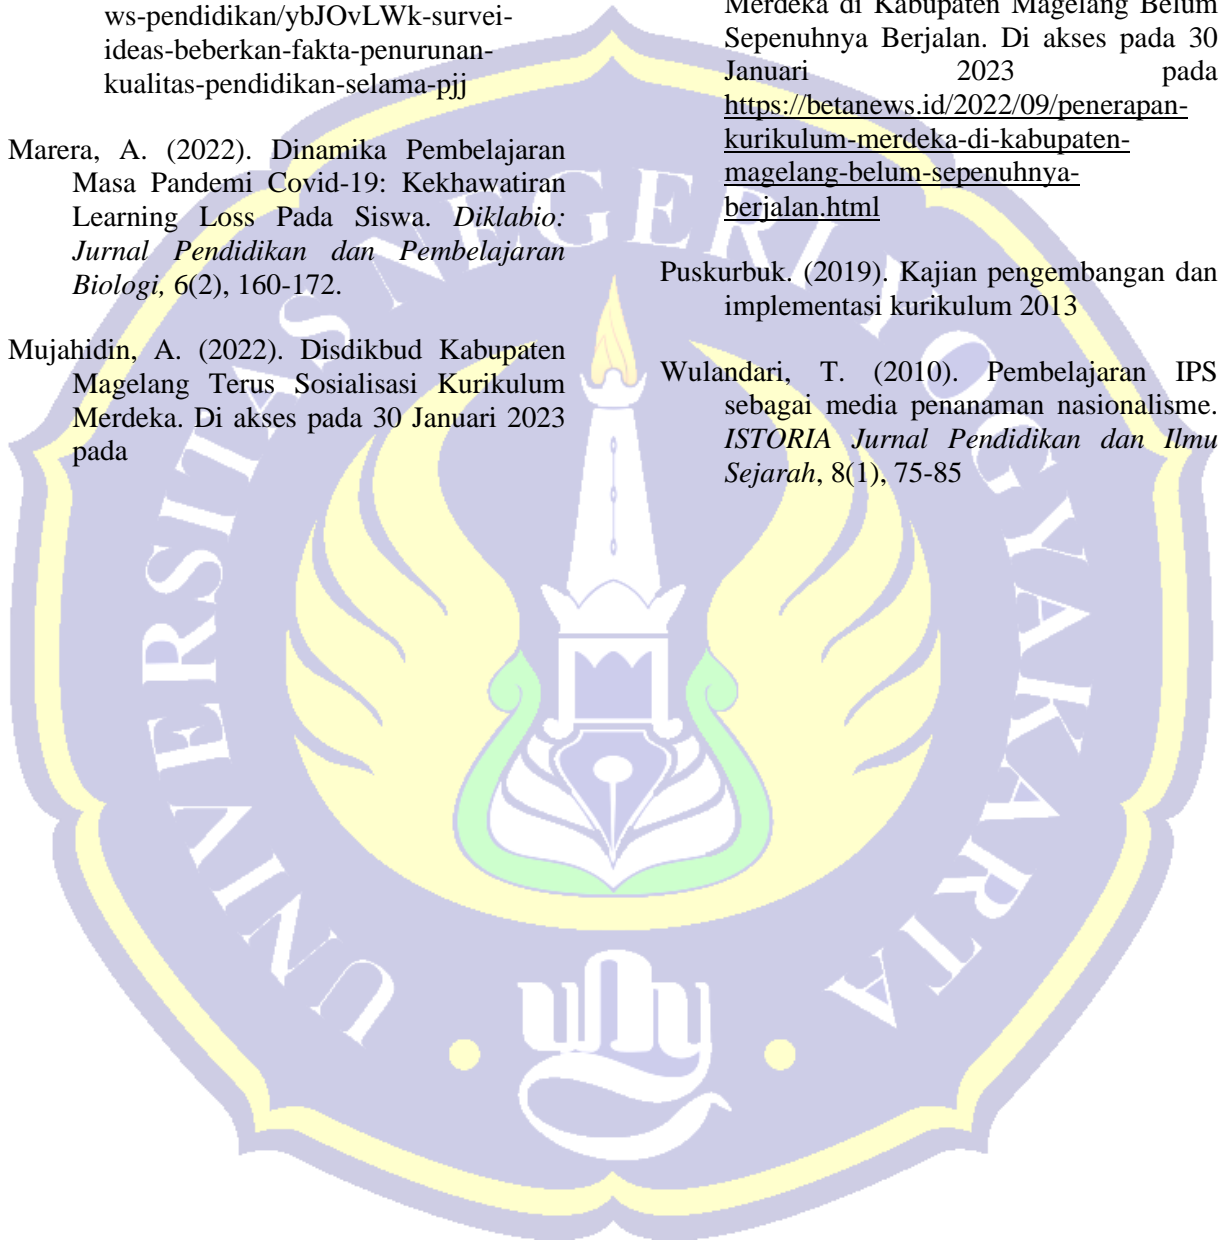 ws-pendidikan/ybJOvLWk-survei-
ideas-beberkan-fakta-penurunan-
kualitas-pendidikan-selama-pjj
Marera, A. (2022). Dinamika Pembelajaran
Masa Pandemi Covid-19: Kekhawatiran
Learning Loss Pada Siswa. Diklabio:
Jurnal Pendidikan dan Pembelajaran
Biologi, 6(2), 160-172.
Mujahidin, A. (2022). Disdikbud Kabupaten
Magelang Terus Sosialisasi Kurikulum
Merdeka. Di akses pada 30 Januari 2023
pada
Merdeka di Kabupaten Magelang Belum
Sepenuhnya Berjalan. Di akses pada 30
Januari 2023 pada
https://betanews.id/2022/09/penerapan-
kurikulum-merdeka-di-kabupaten-
magelang-belum-sepenuhnya-
berjalan.html
Puskurbuk. (2019). Kajian pengembangan dan
implementasi kurikulum 2013
Wulandari, T. (2010). Pembelajaran IPS
sebagai media penanaman nasionalisme.
ISTORIA Jurnal Pendidikan dan Ilmu
Sejarah, 8(1), 75-85
UNIVERSITAS NEGERI YOGYAKARTA
uny